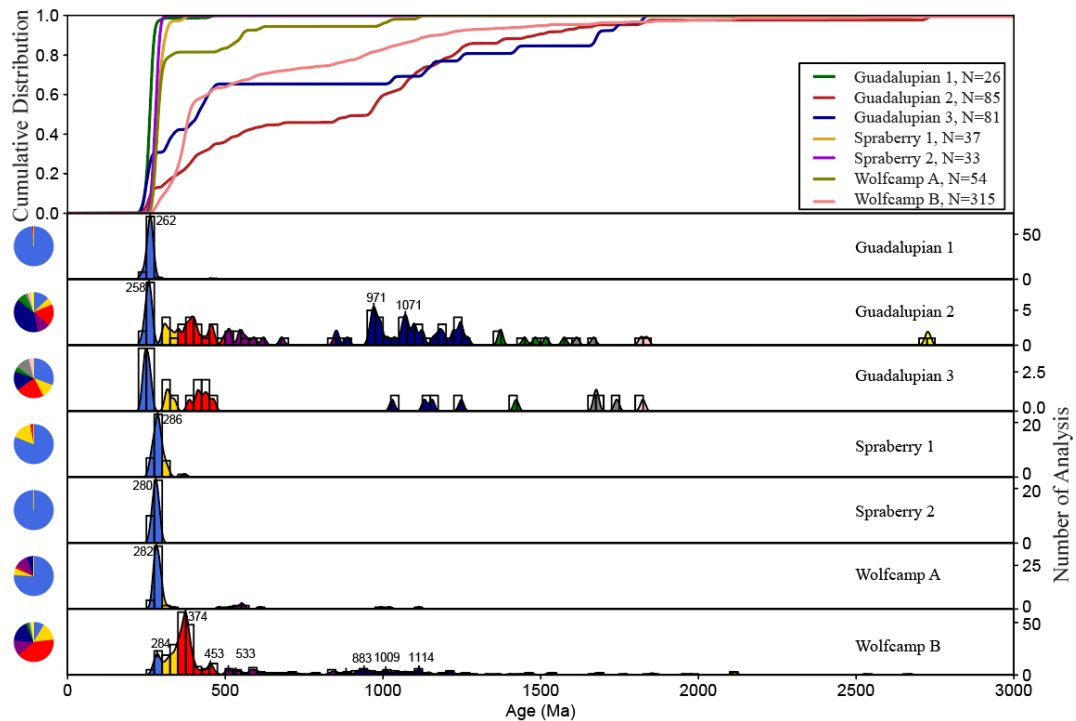 Cumulative Distribution
1.0
0.8
0.6
0.4
0.2
0.0
Guadalupian 1, N=26
Guadalupian 2, N=85
Guadalupian 3, N=81
Spraberry 1, N=37
Spraberry 2, N=33
Wolfcamp A, N=54
Wolfcamp B, N=315
262
Guadalupian 1
50
0
258
971
1071
Guadalupian 2
5
0
Guadalupian 3
2.5
0.0
286
Spraberry 1
20
0
280
Spraberry 2
20
0
282
Wolfcamp A
25
0
284
374
453
533
883
1009
1114
Wolfcamp B
50
0
Number of Analysis
0 500 1000 1500 2000 2500 3000
Age (Ma)